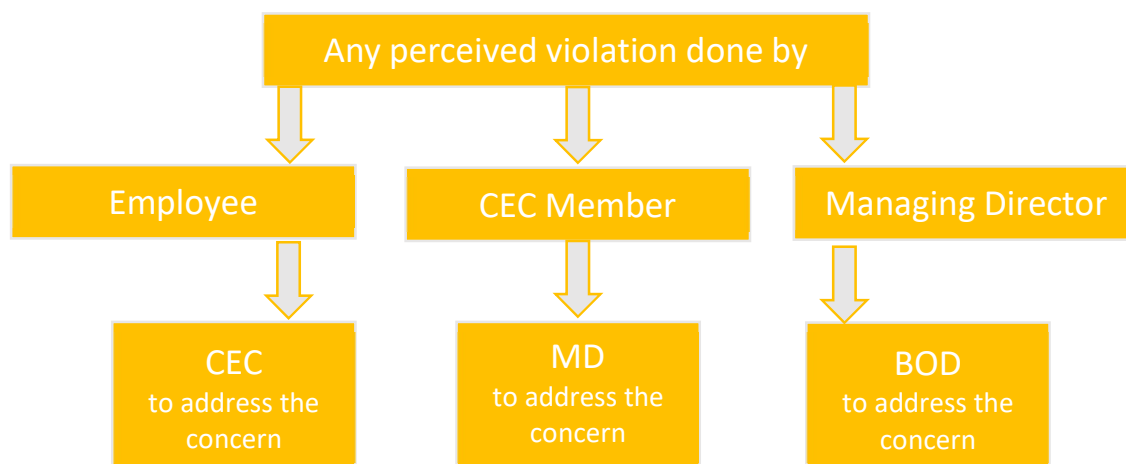 Any perceived violation done by
Employee
CEC Member
Managing Director
CEC
to address the
concern
MD
to address the
concern
BOD
to address the
concern